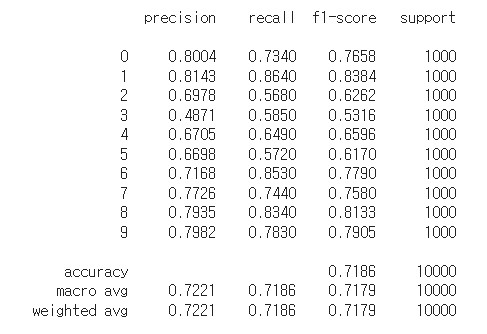 precision recall f1-score support
0 0.8004 0.7340 0.7658 1000
1 0.8143 0.8640 0.8384 1000
2 0.6978 0.5680 0.6262 1000
3 0.4871 0.5850 0.5316 1000
4 0.6705 0.6490 0.6596 1000
5 0.6698 0.5720 0.6170 1000
6 0.7168 0.8530 0.7790 1000
7 0.7726 0.7440 0.7580 1000
8 0.7935 0.8340 0.8133 1000
9 0.7982 0.7830 0.7905 1000
accuracy 0.7186 10000
macro avg 0.7221 0.7186 0.7179 10000
weighted avg 0.7221 0.7186 0.7179 10000